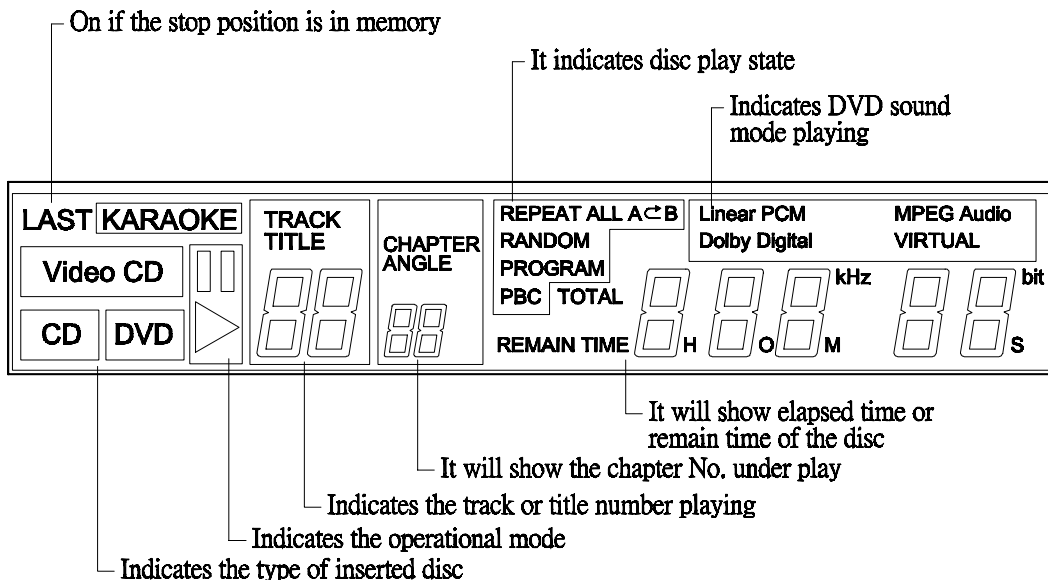 On if the stop position is in memory
It indicates disc play state
Indicates DVD sound
mode playing
LAST KARAOKE
Video CD
CD DVD
TRACK
TITLE
CHAPTER
ANGLE
REPEAT ALL A⊂B
RANDOM
PROGRAM
PBC TOTAL
REMAIN TIME
Linear PCM MPEG Audio
Dolby Digital VIRTUAL
kHz bit
H O M S
It will show elapsed time or
remain time of the disc
It will show the chapter No. under play
Indicates the track or title number playing
Indicates the operational mode
Indicates the type of inserted disc